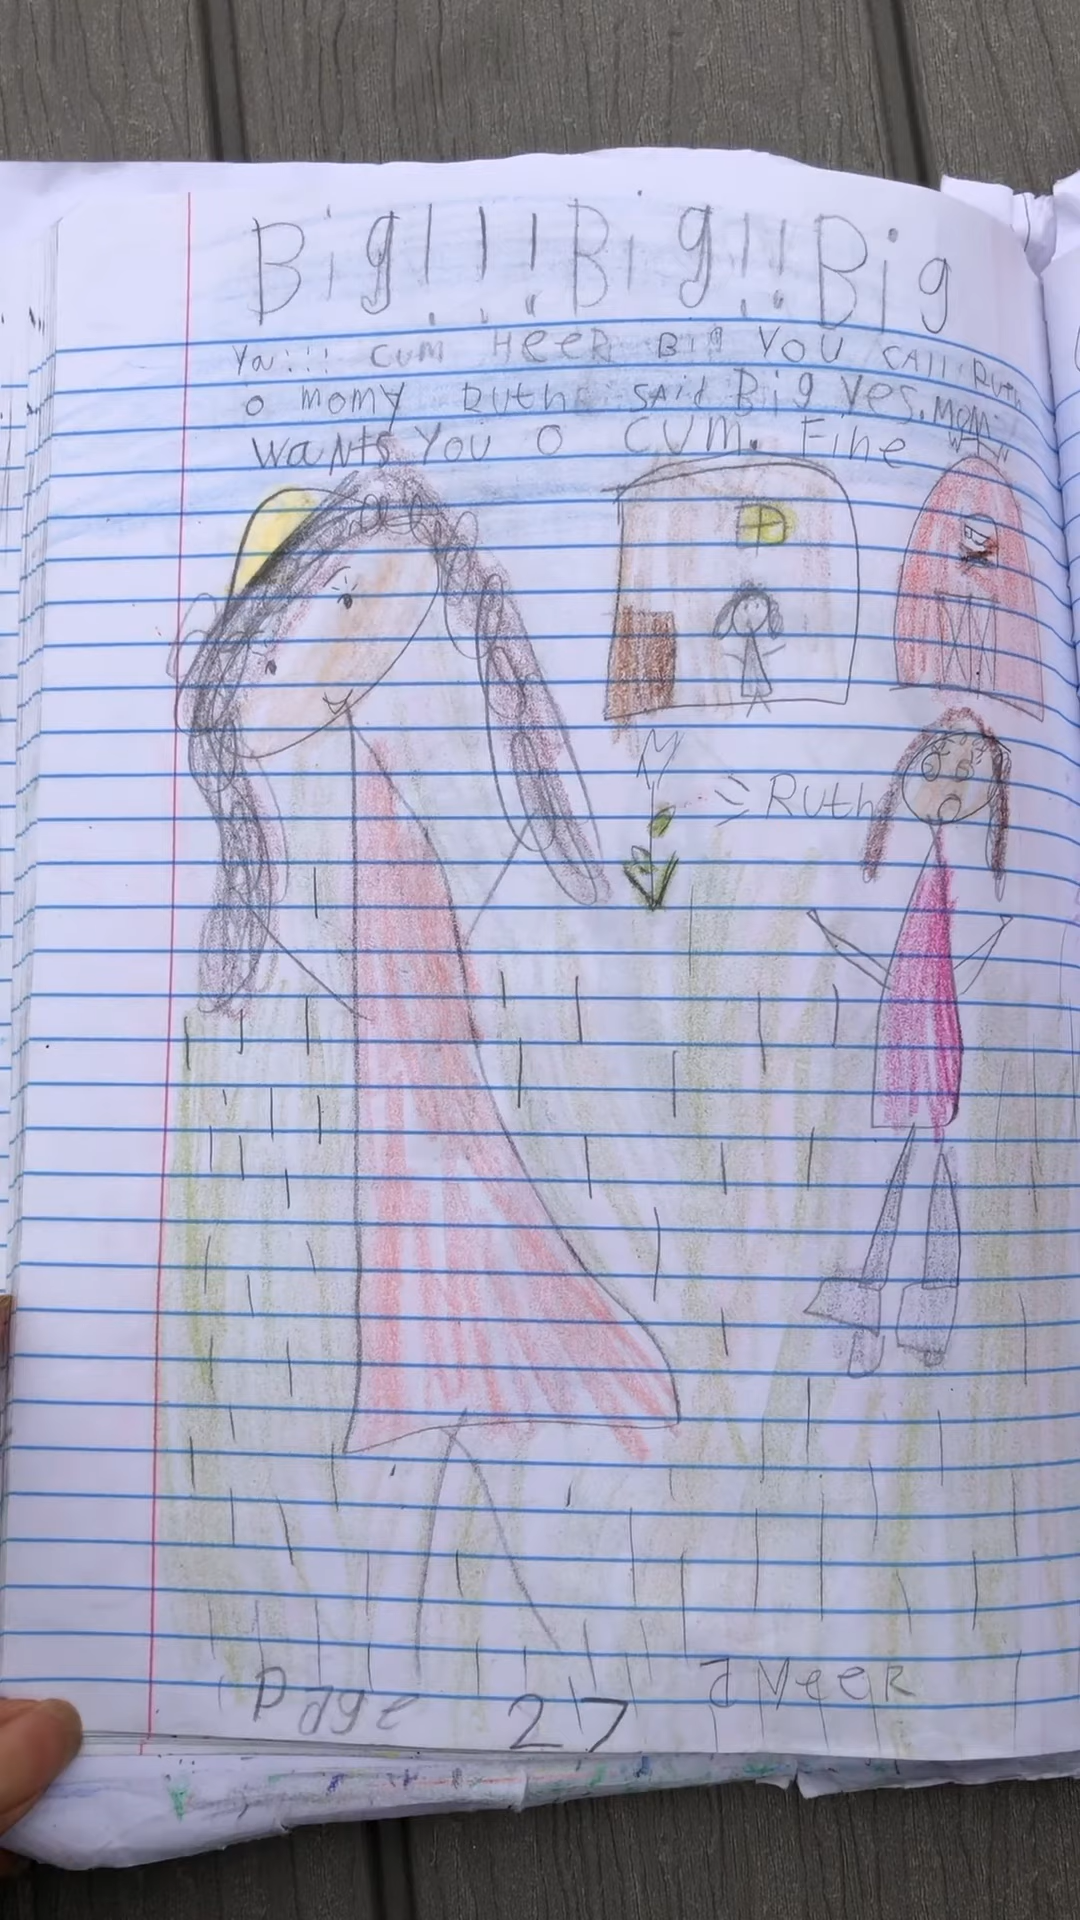 Big!!! Big!! Big
Ya!!! cum HEER Big YOU CAll Ruth
o momy Ruth said Big Yes. Mom
wants You o cum. Fine
Ruth
Page 27